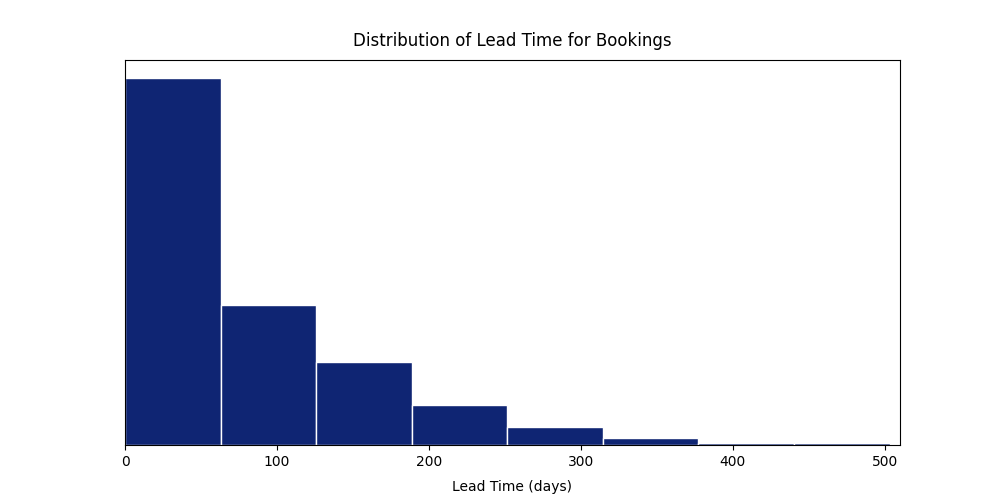 Distribution of Lead Time for Bookings
0 100 200 300 400 500
Lead Time (days)